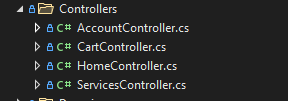 Controllers
C# AccountController.cs
C# CartController.cs
C# HomeController.cs
C# ServicesController.cs